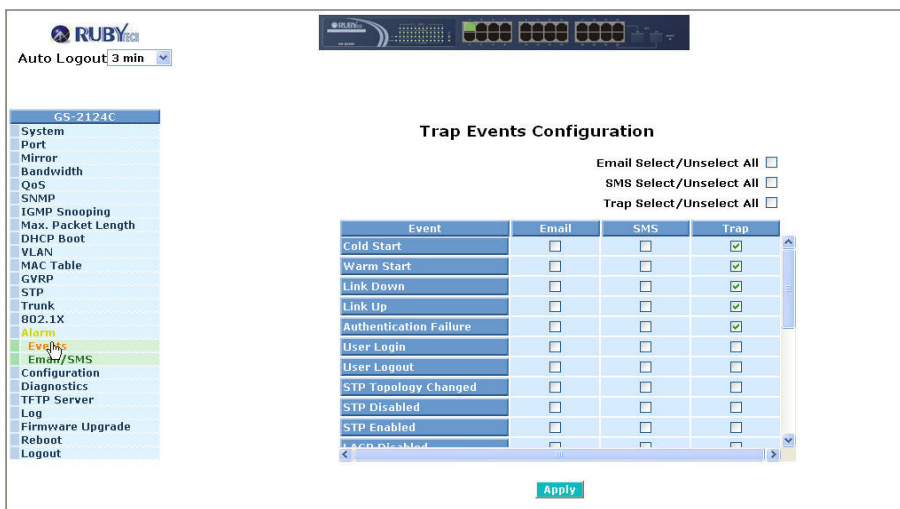 RUBYTECH
Auto Logout 3 min
GS-2124C
System
Port
Mirror
Bandwidth
QoS
SNMP
IGMP Snooping
Max. Packet Length
DHCP Boot
VLAN
MAC Table
GVRP
STP
Trunk
802.1X
Alarm
Events
Email/SMS
Configuration
Diagnostics
TFTP Server
Log
Firmware Upgrade
Reboot
Logout
RUBY
Trap Events Configuration
Email Select/Unselect All
SMS Select/Unselect All
Trap Select/Unselect All
Event Email SMS Trap
Cold Start
Warm Start
Link Down
Link Up
Authentication Failure
User Login
User Logout
STP Topology Changed
STP Disabled
STP Enabled
LACP Disabled
Apply